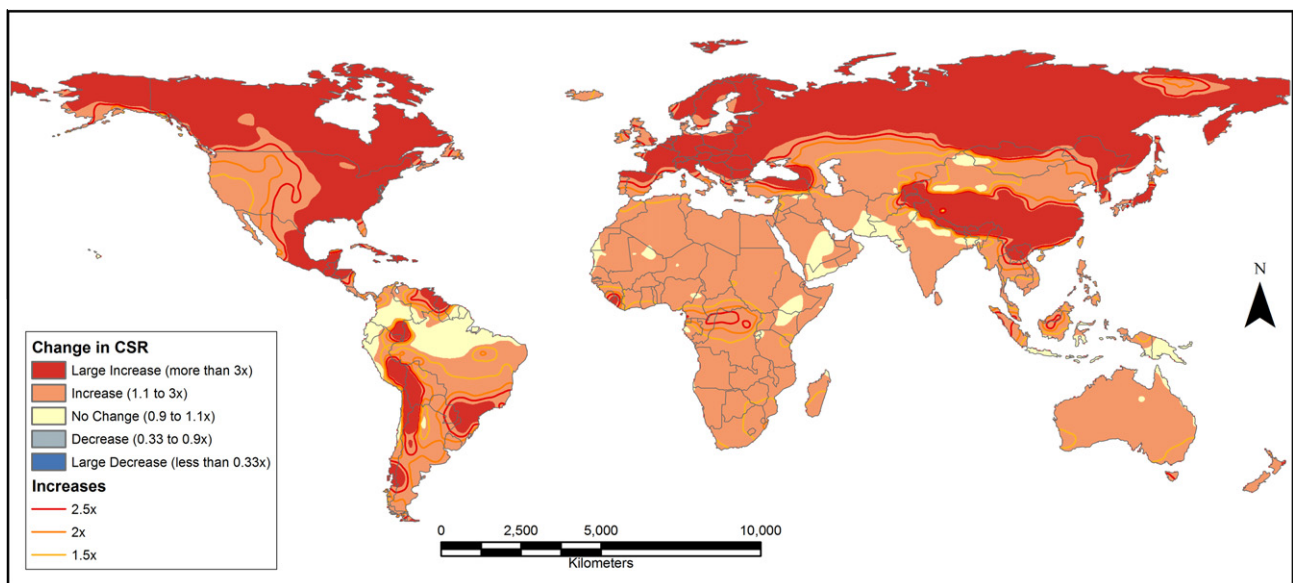 N
Change in CSR
Large Increase (more than 3x)
Increase (1.1 to 3x)
No Change (0.9 to 1.1x)
Decrease (0.33 to 0.9x)
Large Decrease (less than 0.33x)
Increases
2.5x
2x
1.5x
0 2,500 5,000 10,000
Kilometers